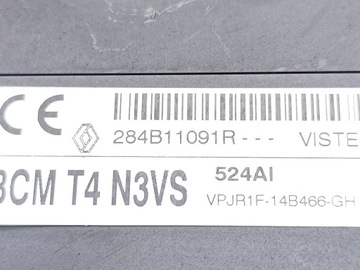 CE
284B11091R - - - VISTE
BCM T4 N3VS
524AI
VPJR1F-14B466-GH